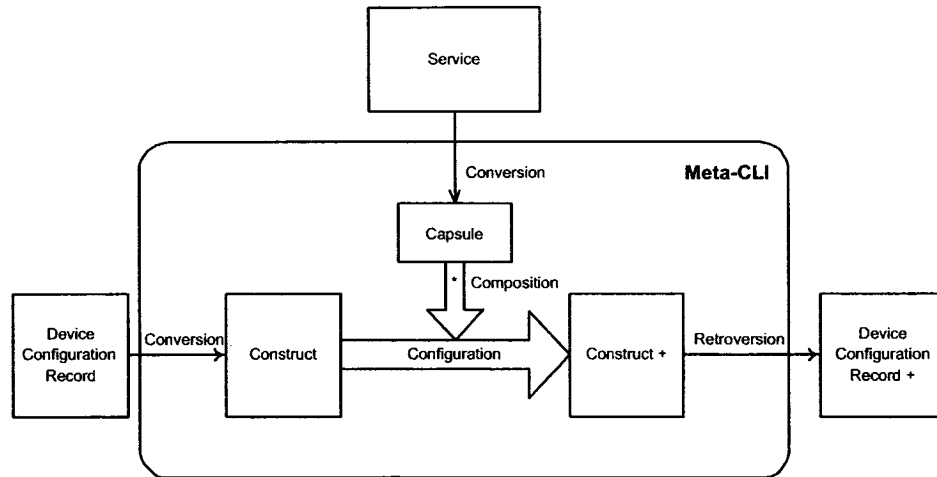 Service
Conversion
Meta-CLI
Capsule
* Composition
Device
Configuration
Record
Conversion
Construct
Configuration
Construct +
Retroversion
Device
Configuration
Record +